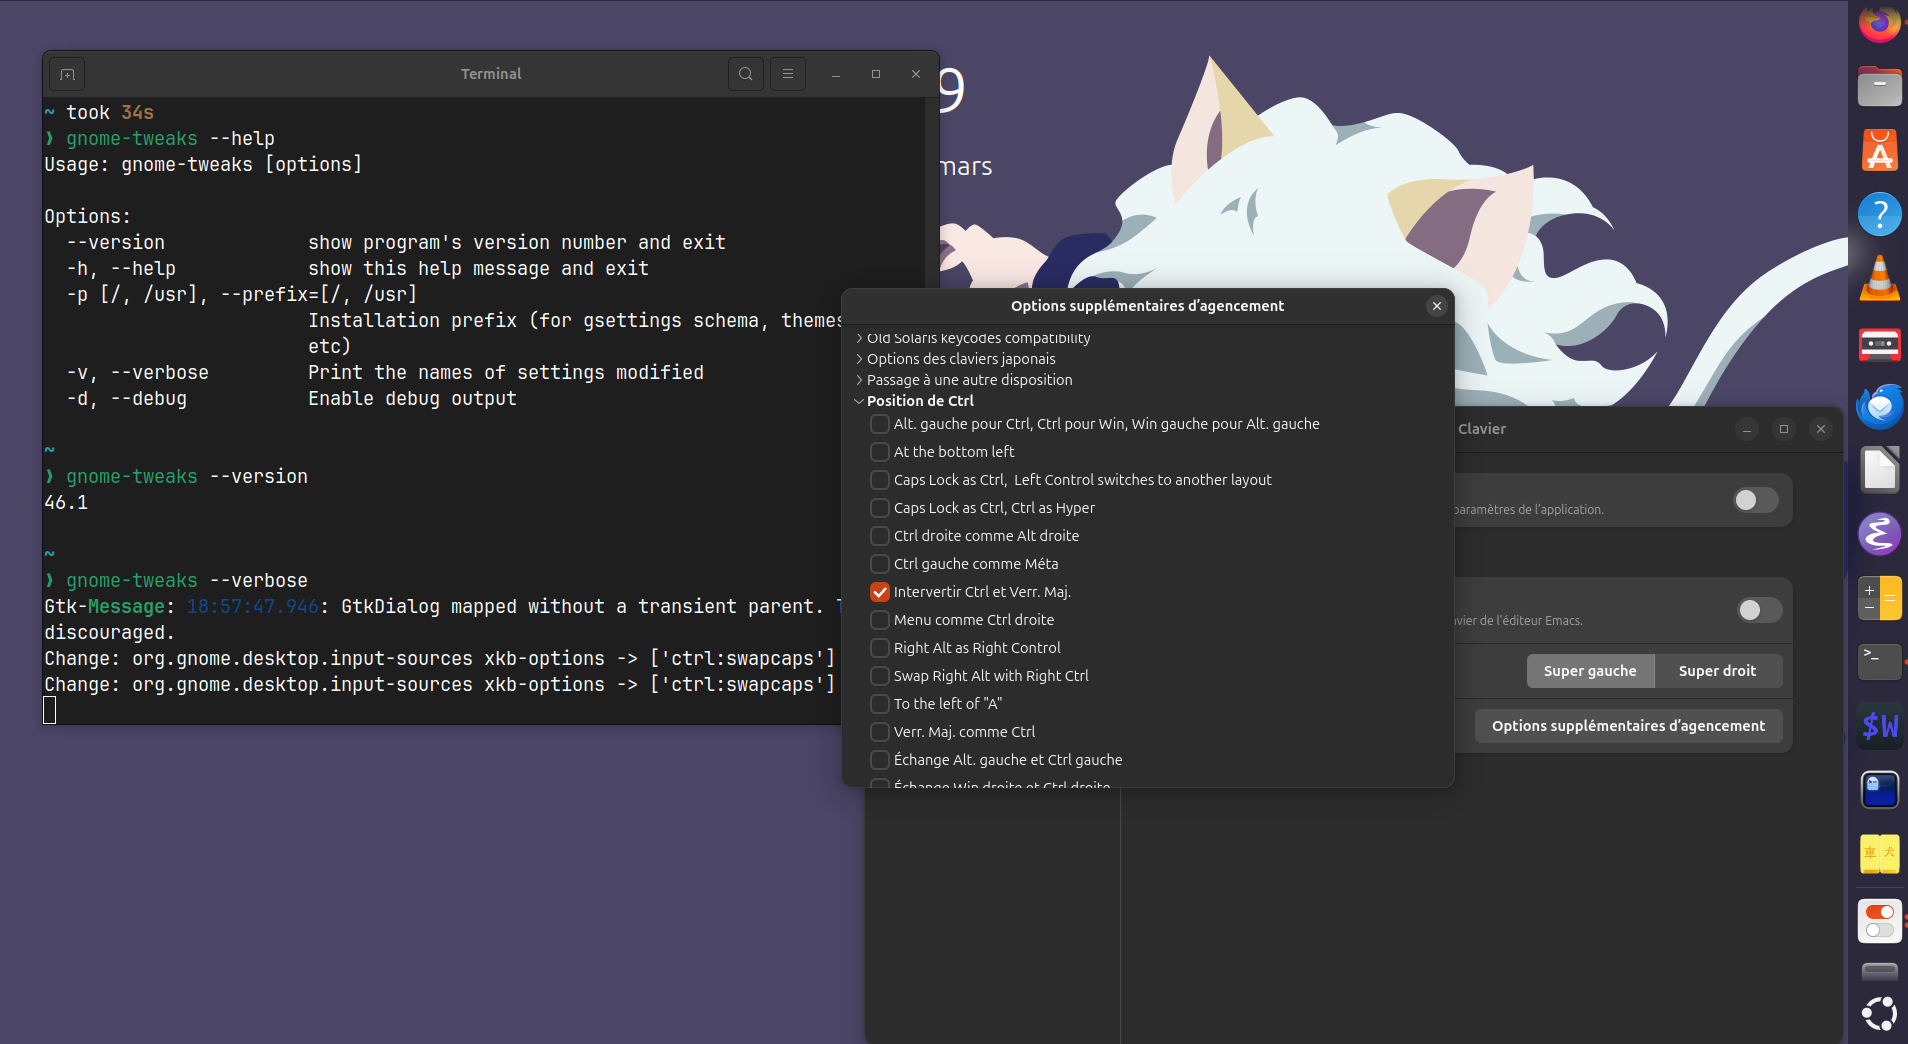 Terminal
~ took 34s
❯ gnome-tweaks --help
Usage: gnome-tweaks [options]
Options:
--version show program's version number and exit
-h, --help show this help message and exit
-p [/, /usr], --prefix=[/, /usr]
Installation prefix (for gsettings schema, themes
etc)
-v, --verbose Print the names of settings modified
-d, --debug Enable debug output
~
❯ gnome-tweaks --version
46.1
~
❯ gnome-tweaks --verbose
Gtk-Message: 18:57:47.946: GtkDialog mapped without a transient parent.
discouraged.
Change: org.gnome.desktop.input-sources xkb-options -> ['ctrl:swapcaps']
Change: org.gnome.desktop.input-sources xkb-options -> ['ctrl:swapcaps']
9
mars
Options supplémentaires d’agencement
Old Solaris keycodes compatibility
Options des claviers japonais
Passage à une autre disposition
Position de Ctrl
Alt. gauche pour Ctrl, Ctrl pour Win, Win gauche pour Alt. gauche
At the bottom left
Caps Lock as Ctrl, Left Control switches to another layout
Caps Lock as Ctrl, Ctrl as Hyper
Ctrl droite comme Alt droite
Ctrl gauche comme Méta
Intervertir Ctrl et Verr. Maj.
Menu comme Ctrl droite
Right Alt as Right Control
Swap Right Alt with Right Ctrl
To the left of "A"
Verr. Maj. comme Ctrl
Échange Alt. gauche et Ctrl gauche
Échange Win droite et Ctrl droite
Clavier
paramètres de l’application.
avier de l’éditeur Emacs.
Super gauche Super droit
Options supplémentaires d’agencement
A
?
>_
$W
車 犬